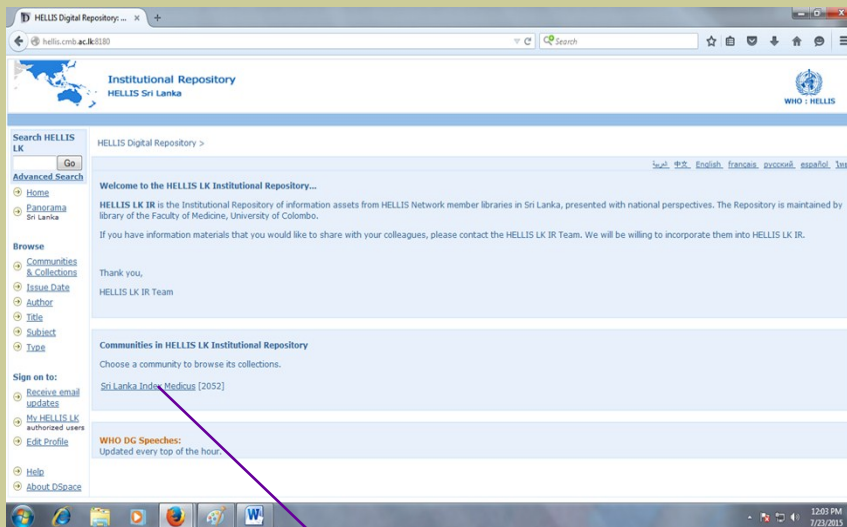 HELLIS Digital Repository: ... × +
hellis.cmb.ac.lk:8180
Search
Institutional Repository
HELLIS Sri Lanka
WHO : HELLIS
Search HELLIS
LK
Go
Advanced Search
Home
Panorama
Sri Lanka
Browse
Communities
& Collections
Issue Date
Author
Title
Subject
Type
Sign on to:
Receive email
updates
My HELLIS LK
authorized users
Edit Profile
Help
About DSpace
HELLIS Digital Repository >
中文 English français русский español
Welcome to the HELLIS LK Institutional Repository...
HELLIS LK IR is the Institutional Repository of information assets from HELLIS Network member libraries in Sri Lanka, presented with national perspectives. The Repository is maintained by
library of the Faculty of Medicine, University of Colombo.
If you have information materials that you would like to share with your colleagues, please contact the HELLIS LK IR Team. We will be willing to incorporate them into HELLIS LK IR.
Thank you,
HELLIS LK IR Team
Communities in HELLIS LK Institutional Repository
Choose a community to browse its collections.
Sri Lanka Index Medicus [2052]
WHO DG Speeches:
Updated every top of the hour.
12:03 PM
7/23/2015